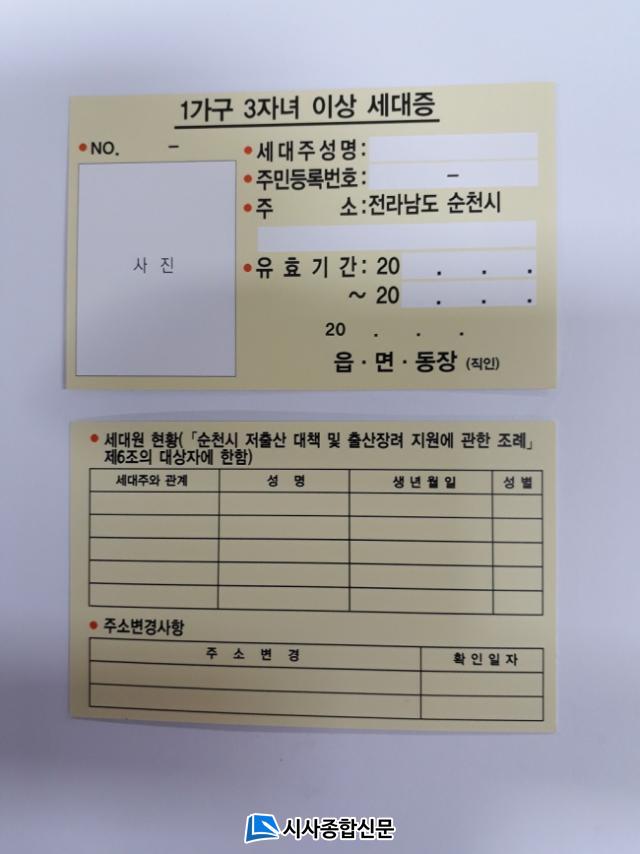 1가구 3자녀 이상 세대증
NO. –
사 진
세대주성명:
주민등록번호: –
주 소:전라남도 순천시
유 효 기 간: 20 . . .
~ 20 . . .
20 . . .
읍·면·동장 (직인)
세대원 현황(「순천시 저출산 대책 및 출산장려 지원에 관한 조례」
제6조의 대상자에 한함)
세대주와 관계 성 명 생 년 월 일 성 별
주소변경사항
주 소 변 경 확 인 일 자
시사종합신문